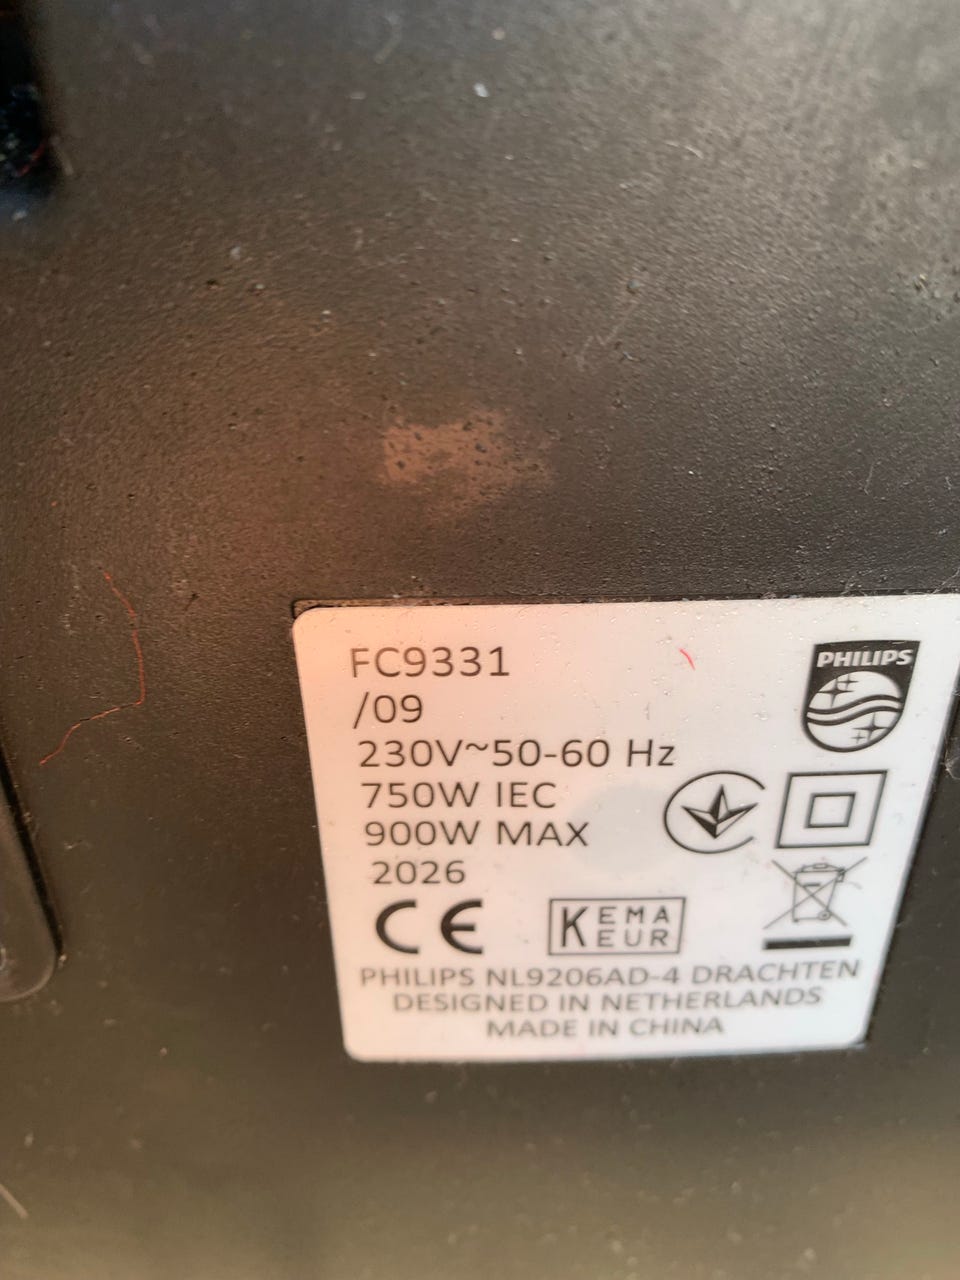 FC9331
/09
230V~50-60 Hz
750W IEC
900W MAX
2026
PHILIPS
CE
KEMA
EUR
PHILIPS NL9206AD-4 DRACHTEN
DESIGNED IN NETHERLANDS
MADE IN CHINA